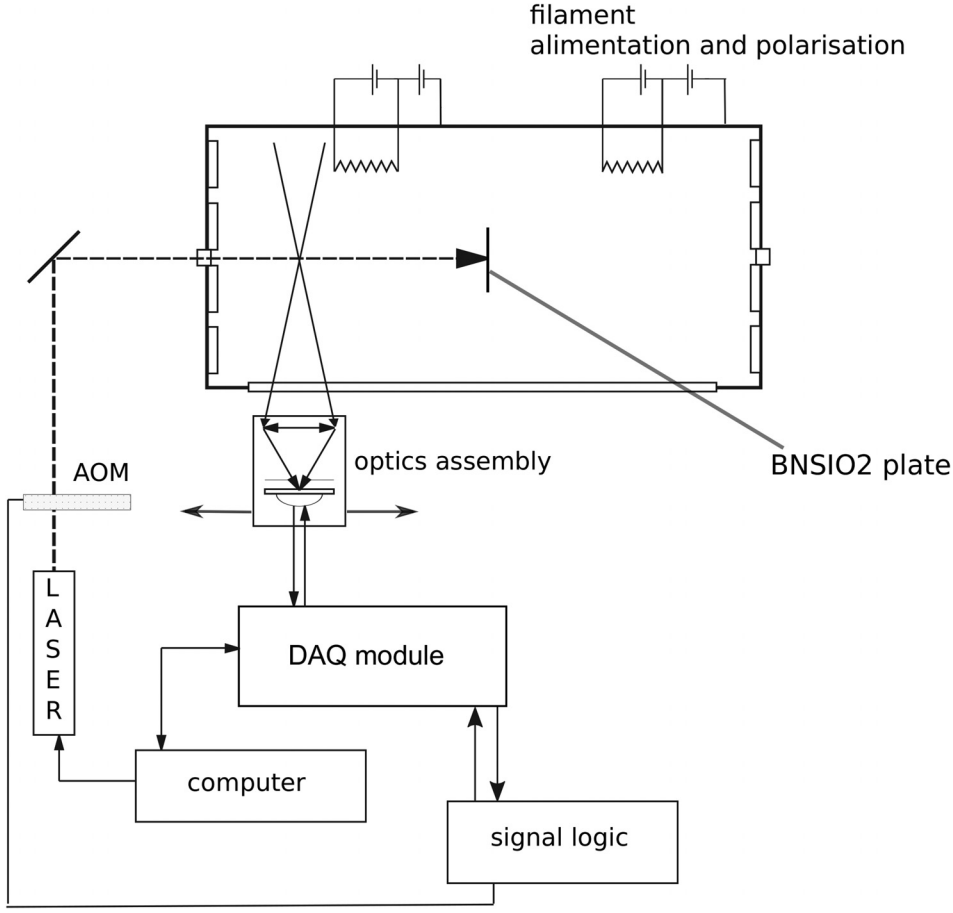 filament
alimentation and polarisation
AOM
optics assembly
BNSIO2 plate
L
A
S
E
R
DAQ module
computer
signal logic